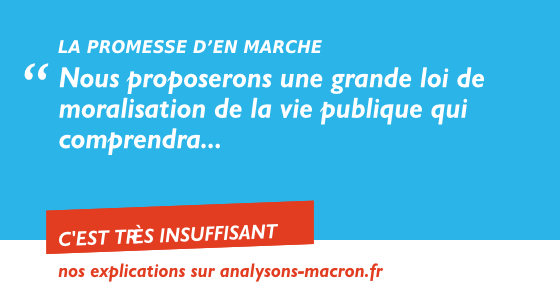 LA PROMESSE D’EN MARCHE
“ Nous proposerons une grande loi de
moralisation de la vie publique qui
comprendra...
C'EST TRÈS INSUFFISANT
nos explications sur analysons-macron.fr